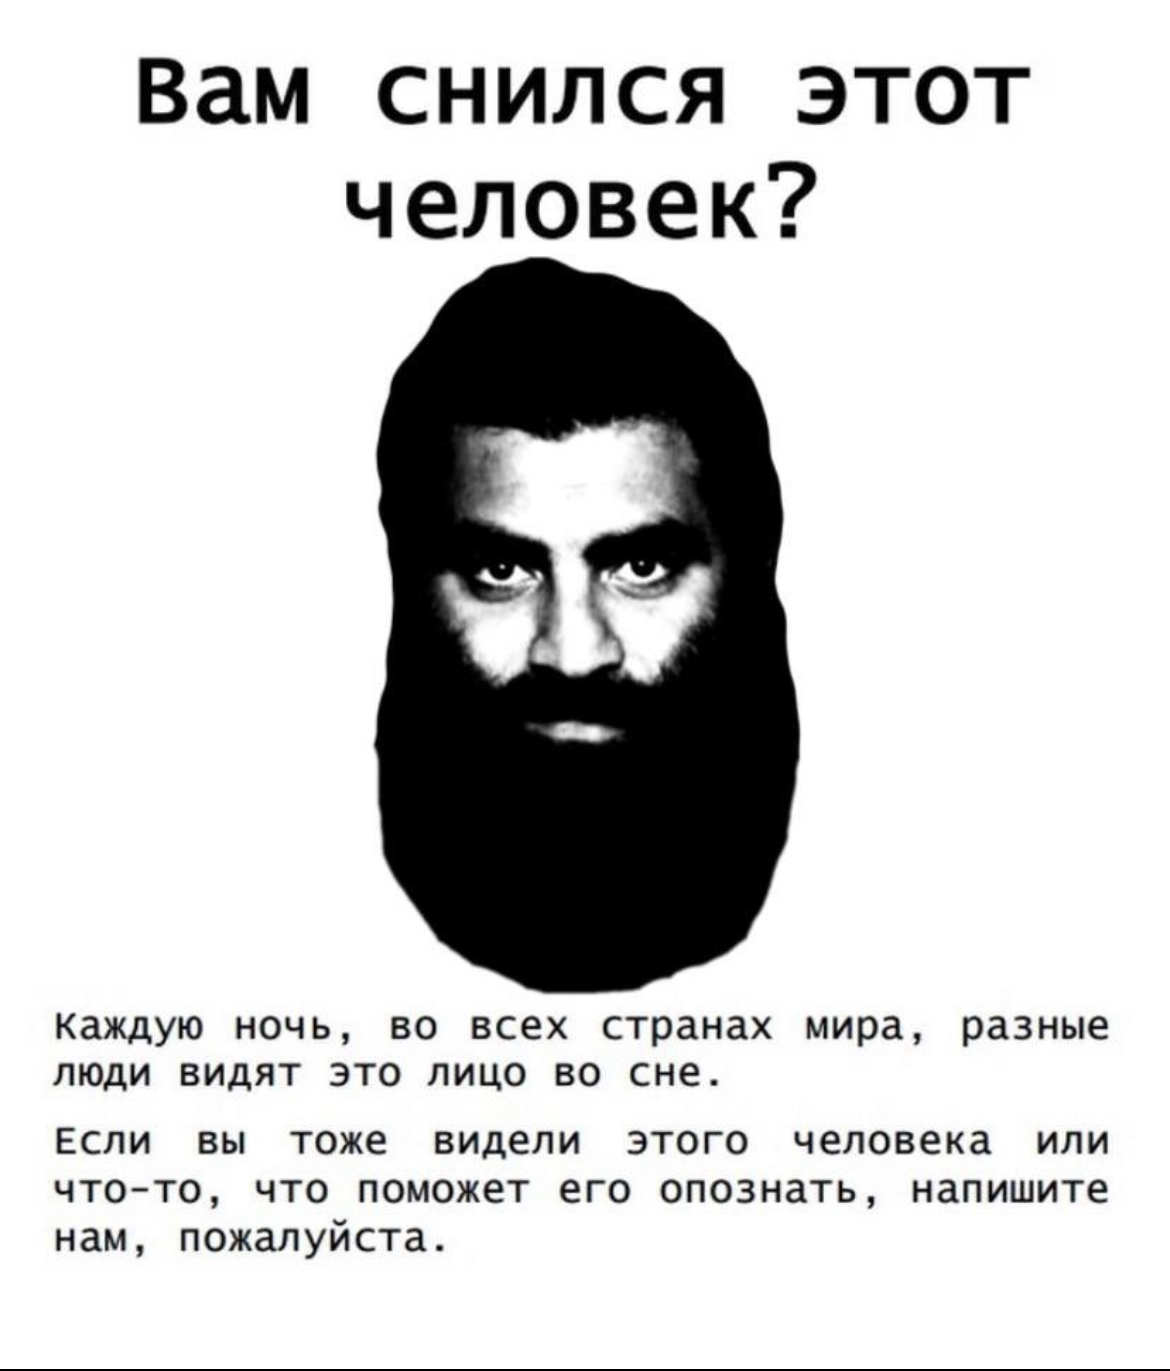 Вам снился этот
человек?
Каждую ночь, во всех странах мира, разные
люди видят это лицо во сне.
Если вы тоже видели этого человека или
что-то, что поможет его опознать, напишите
нам, пожалуйста.